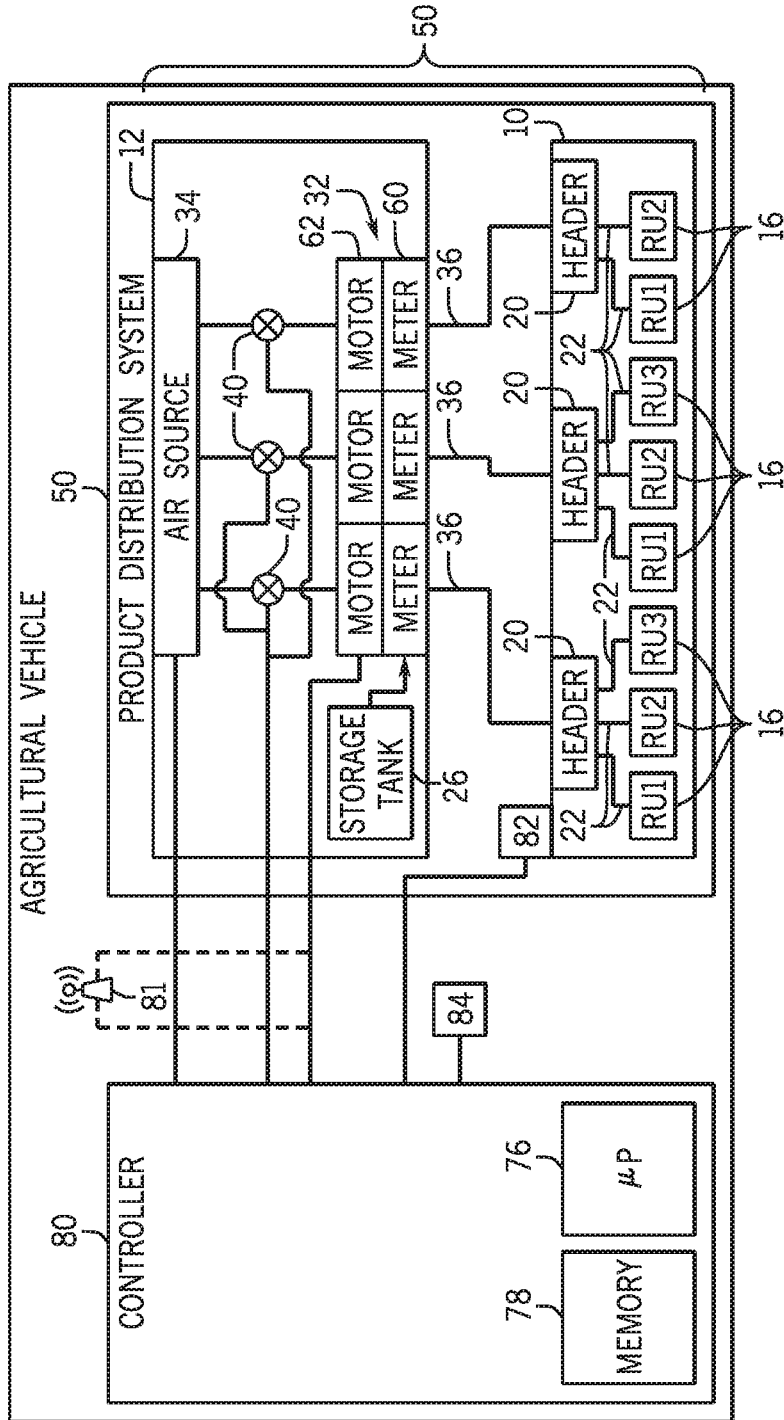 AGRICULTURAL VEHICLE
80
CONTROLLER
78
MEMORY
76
μP
81
84
50
PRODUCT DISTRIBUTION SYSTEM
12
50
AIR SOURCE
34
40
40
40
62
32
60
MOTOR MOTOR MOTOR
METER METER METER
STORAGE
TANK
26
36
36
36
10
82
20
20
20
HEADER HEADER HEADER
22
22
22
22
22
RU1 RU2 RU3 RU1 RU2 RU3 RU1 RU2
16
16
16